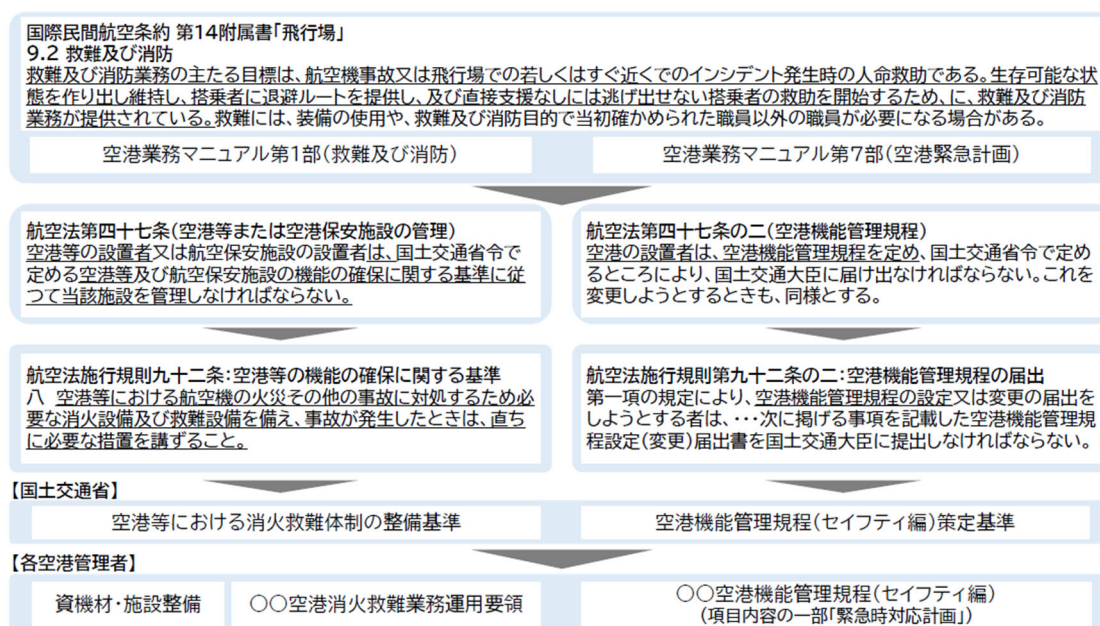 国際民間航空条約 第14附属書「飛行場」
9.2 救難及び消防
救難及び消防業務の主たる目標は、航空機事故又は飛行場での若しくはすぐ近くでのインシデント発生時の人命救助である。生存可能な状
態を作り出し維持し、搭乗者に退避ルートを提供し、及び直接支援なしには逃げ出せない搭乗者の救助を開始するため、に、救難及び消防
業務が提供されている。救難には、装備の使用や、救難及び消防目的で当初確かめられた職員以外の職員が必要になる場合がある。
空港業務マニュアル第1部(救難及び消防)
空港業務マニュアル第7部(空港緊急計画)
航空法第四十七条(空港等または空港保安施設の管理)
空港等の設置者又は航空保安施設の設置者は、国土交通省令で
定める空港等及び航空保安施設の機能の確保に関する基準に従
つて当該施設を管理しなければならない。
航空法第四十七条の二(空港機能管理規程)
空港の設置者は、空港機能管理規程を定め、国土交通省令で定め
るところにより、国土交通大臣に届け出なければならない。これを
変更しようとするときも、同様とする。
航空法施行規則九十二条:空港等の機能の確保に関する基準
八 空港等における航空機の火災その他の事故に対処するため必
要な消火設備及び救難設備を備え、事故が発生したときは、直ち
に必要な措置を講ずること。
航空法施行規則第九十二条の二:空港機能管理規程の届出
第一項の規定により、空港機能管理規程の設定又は変更の届出を
しようとする者は、・・・次に掲げる事項を記載した空港機能管理規
程設定(変更)届出書を国土交通大臣に提出しなければならない。
【国土交通省】
空港等における消火救難体制の整備基準
空港機能管理規程(セイフティ編)策定基準
【各空港管理者】
資機材・施設整備
○○空港消火救難業務運用要領
○○空港機能管理規程(セイフティ編)
(項目内容の一部「緊急時対応計画」)